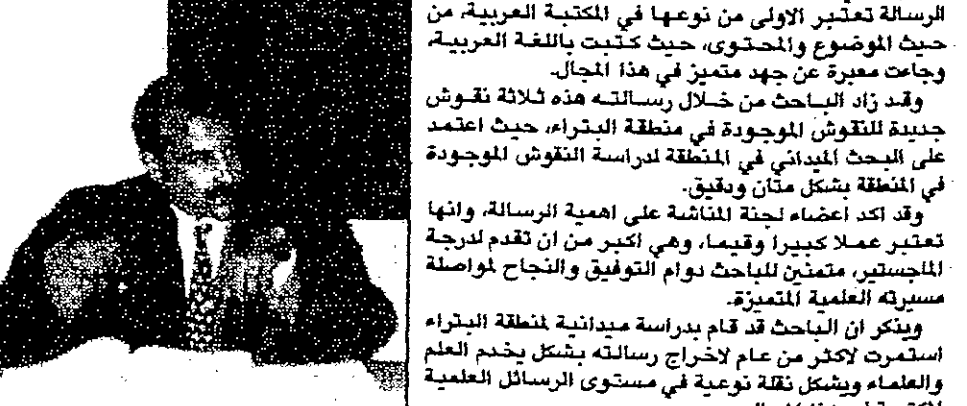 الرسالة تعتبر الاولى من نوعها في المكتبة العربية، من
حيث الموضوع والمحتوى، حيث كتبت باللغة العربية،
وجاءت معبرة عن جهد متميز في هذا المجال.
وقد زاد الباحث من خلال رسالته هذه ثلاثة نقوش
جديدة للنقوش الموجودة في منطقة البتراء، حيث اعتمد
على البحث الميداني في المنطقة لدراسة النقوش الموجودة
في المنطقة بشكل متأن ودقيق.
وقد اكد اعضاء لجنة المناشة على اهمية الرسالة، وانها
تعتبر عملا كبيرا وقيما، وهي اكبر من ان تقدم لدرجة
الماجستير، متمنين للباحث دوام التوفيق والنجاح لمواصلة
مسيرته العلمية المتميزة.
ويذكر ان الباحث قد قام بدراسة ميدانية لمنطقة البتراء
استمرت لاكثر من عام لاخراج رسالته بشكل يخدم العلم
والعلماء ويشكل نقلة نوعية في مستوى الرسائل العلمية